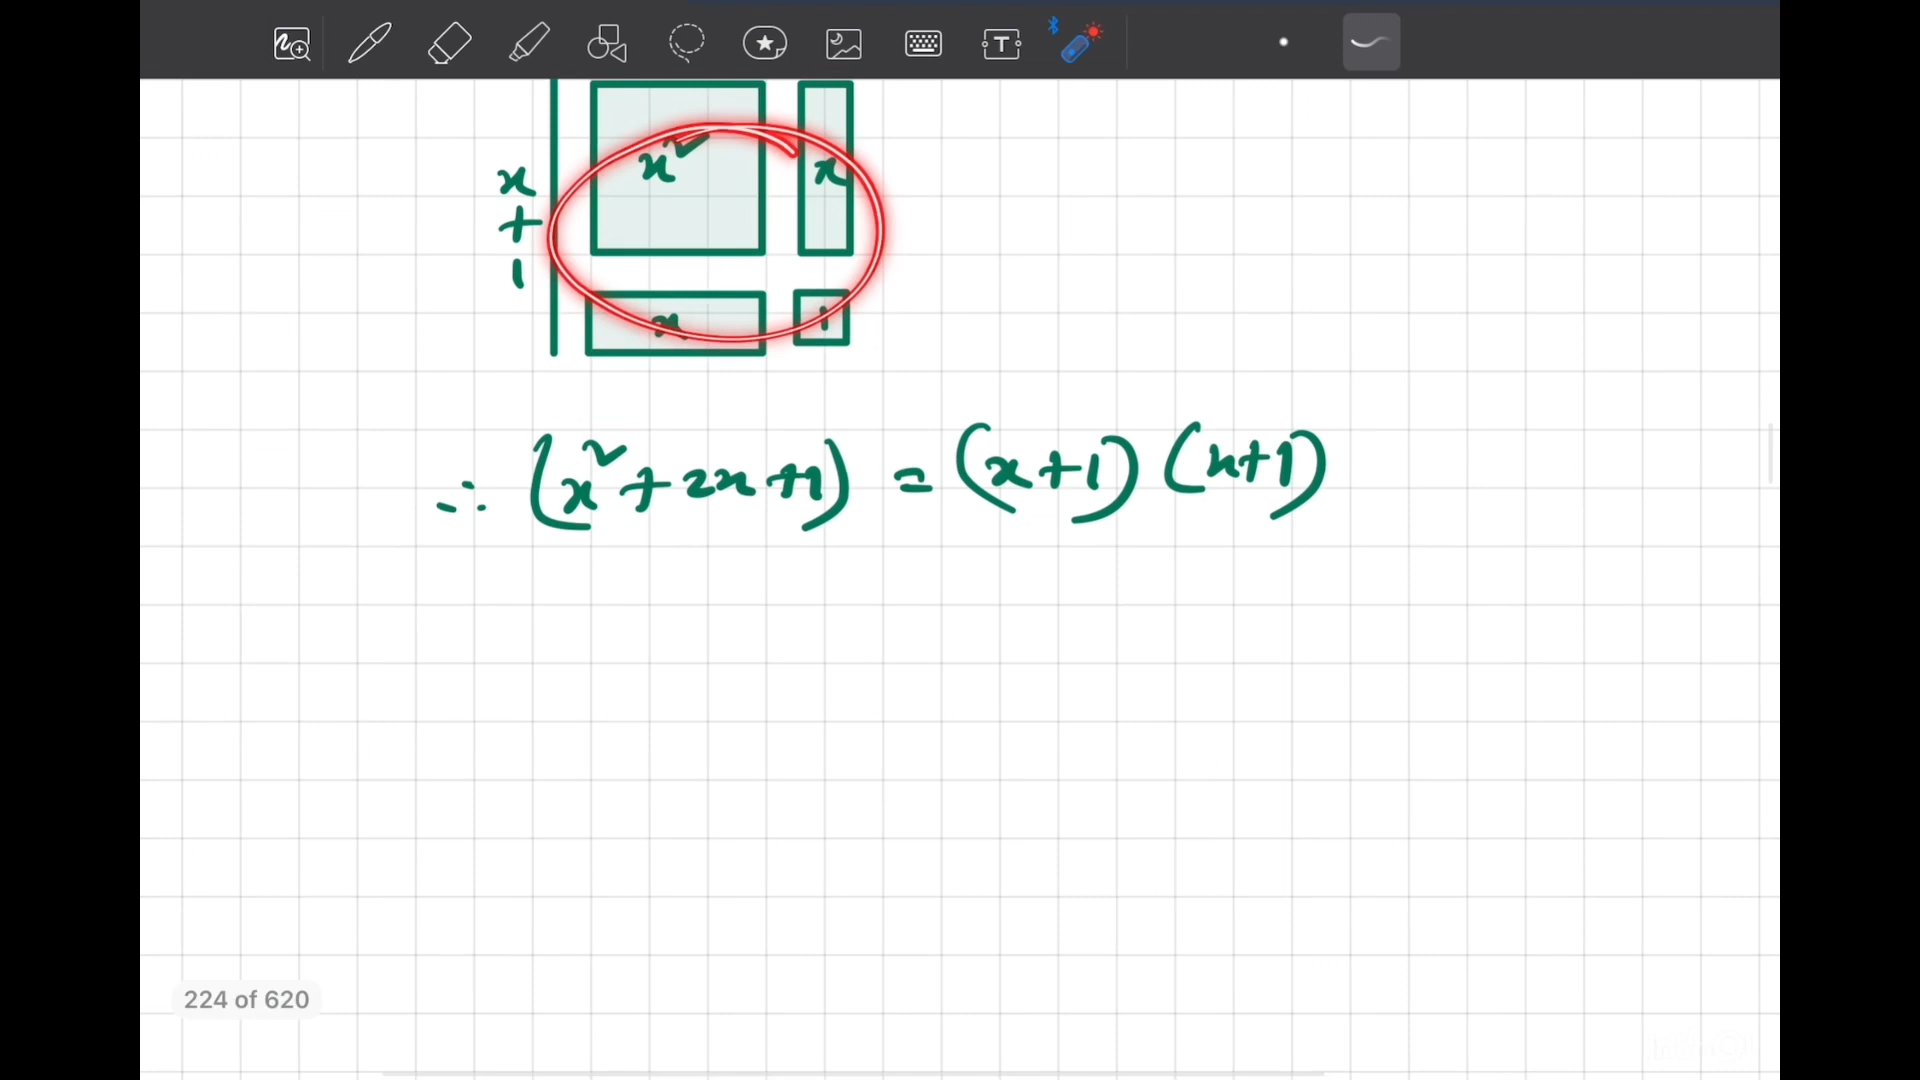 x² x
x
+
1
x 1
∴ (x² + 2x + 1) = (x + 1) (x + 1)
224 of 620